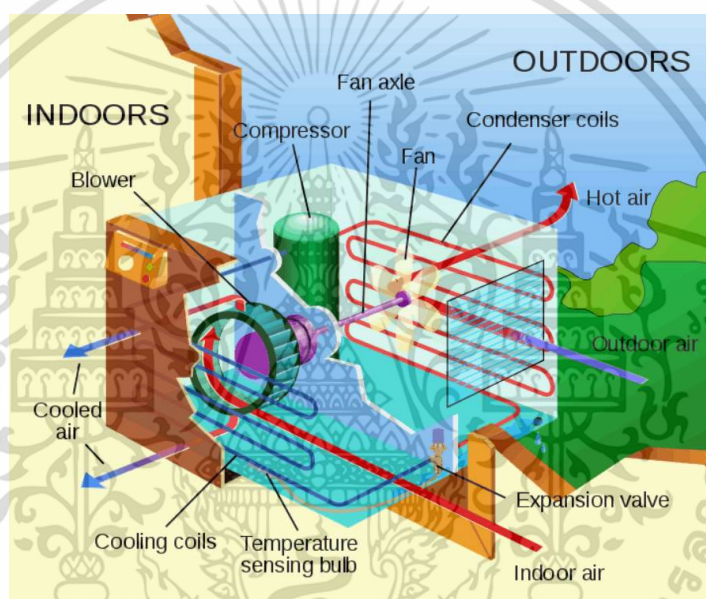 OUTDOORS
INDOORS
Fan axle
Compressor
Condenser coils
Fan
Blower
Hot air
Outdoor air
Cooled
air
Expansion valve
Cooling coils
Temperature
sensing bulb
Indoor air